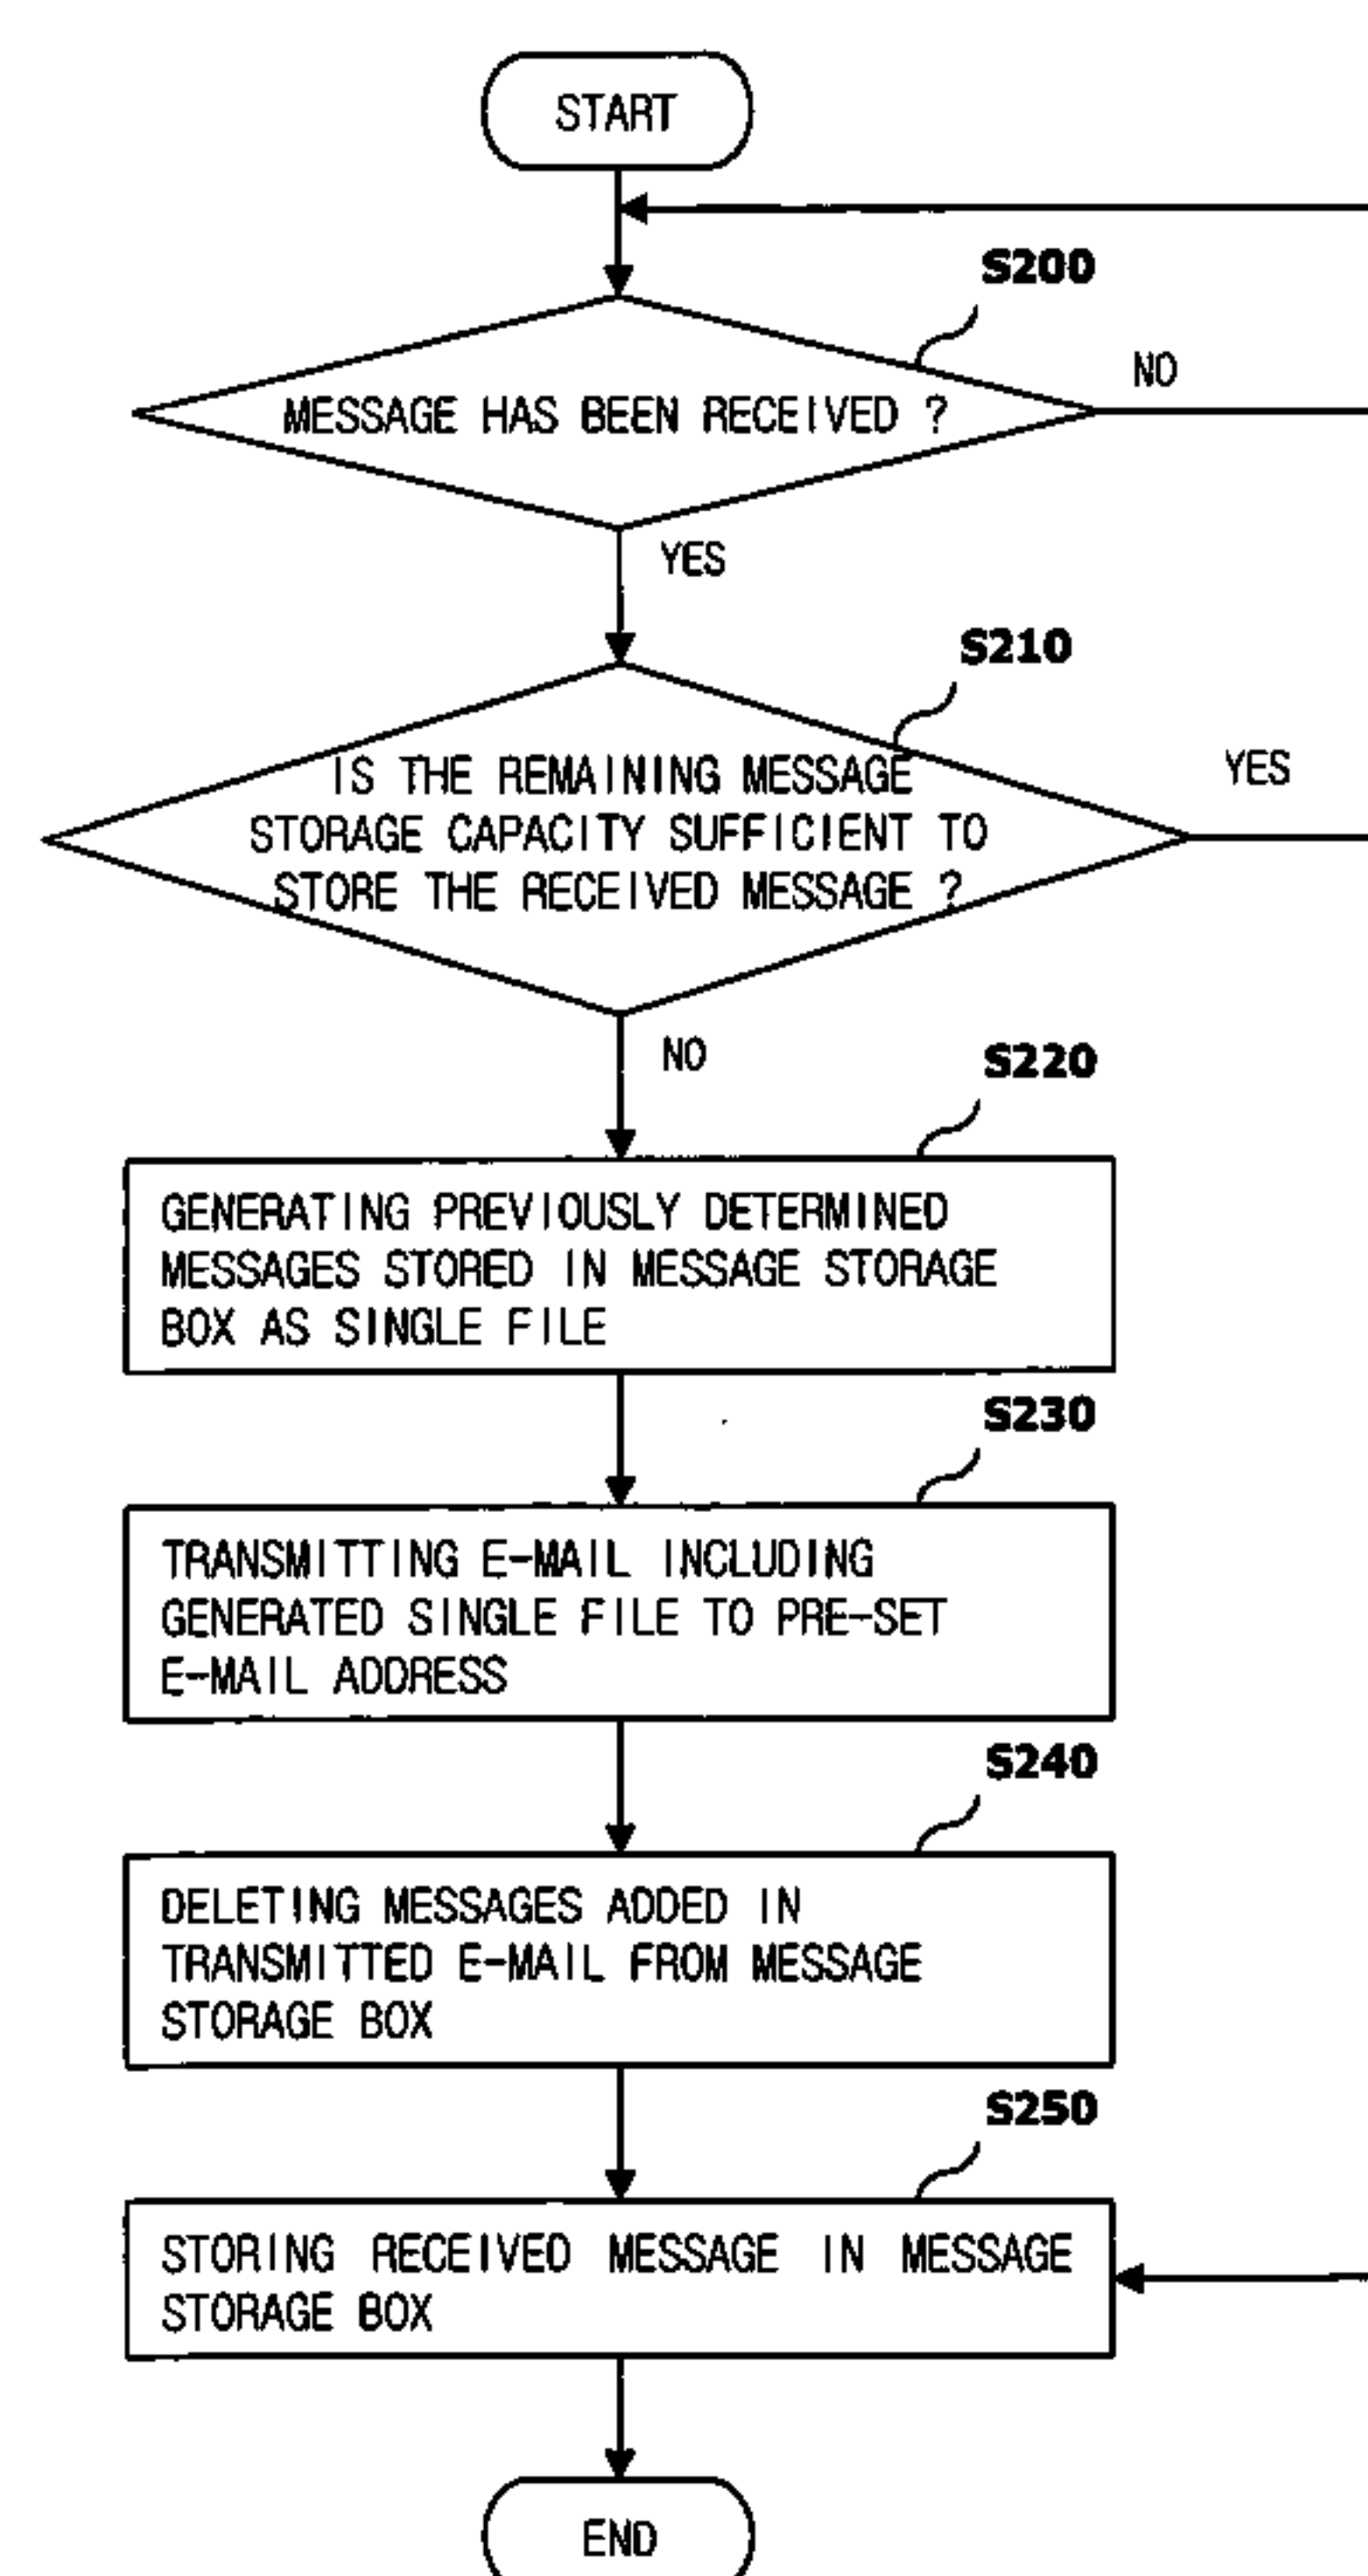 START
S200
MESSAGE HAS BEEN RECEIVED ?
NO
YES
S210
IS THE REMAINING MESSAGE
STORAGE CAPACITY SUFFICIENT TO
STORE THE RECEIVED MESSAGE ?
YES
NO
S220
GENERATING PREVIOUSLY DETERMINED
MESSAGES STORED IN MESSAGE STORAGE
BOX AS SINGLE FILE
S230
TRANSMITTING E-MAIL INCLUDING
GENERATED SINGLE FILE TO PRE-SET
E-MAIL ADDRESS
S240
DELETING MESSAGES ADDED IN
TRANSMITTED E-MAIL FROM MESSAGE
STORAGE BOX
S250
STORING RECEIVED MESSAGE IN MESSAGE
STORAGE BOX
END